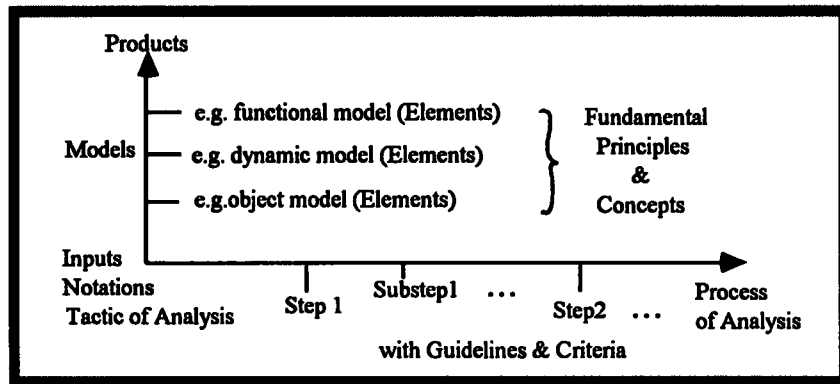 Products
e.g. functional model (Elements)
Models
e.g. dynamic model (Elements)
e.g.object model (Elements)
Fundamental
Principles
&
Concepts
Inputs
Notations
Tactic of Analysis
Step 1
Substep1
...
Step2
...
Process
of Analysis
with Guidelines & Criteria